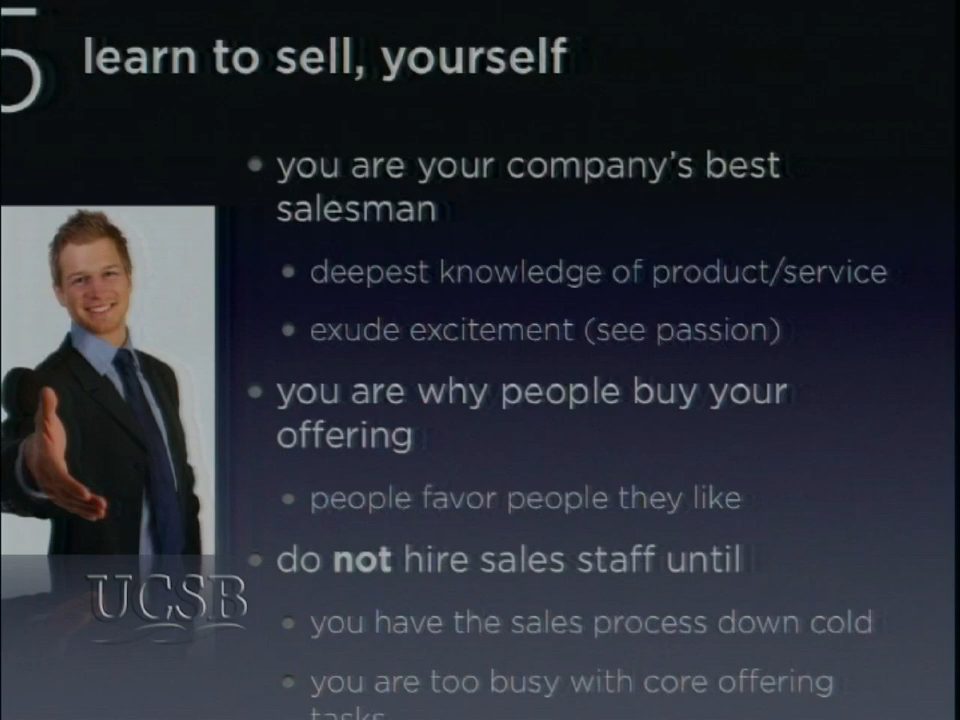 5
learn to sell, yourself
you are your company's best
salesman
deepest knowledge of product/service
exude excitement (see passion)
you are why people buy your
offering
people favor people they like
do not hire sales staff until
you have the sales process down cold
you are too busy with core offering
tasks
UCSB